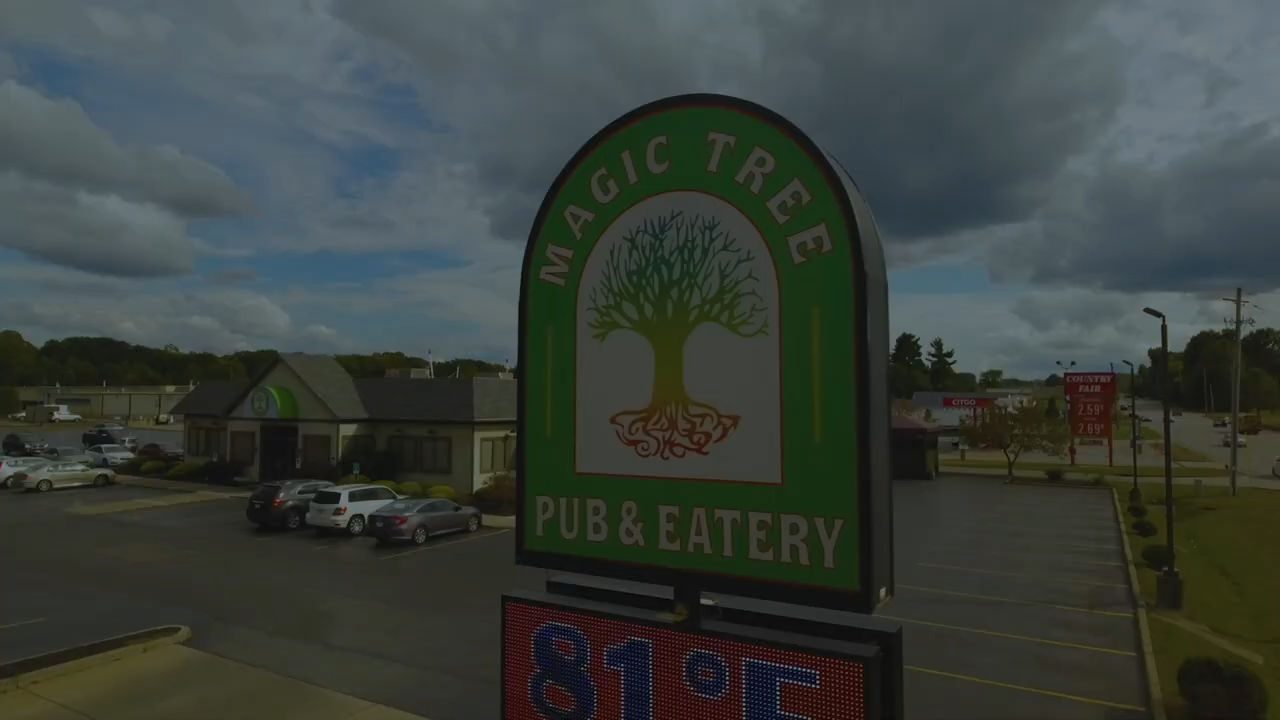 MAGIC TREE
PUB & EATERY
81°F
CITGO
COUNTRY
FAIR
2.59
2.69